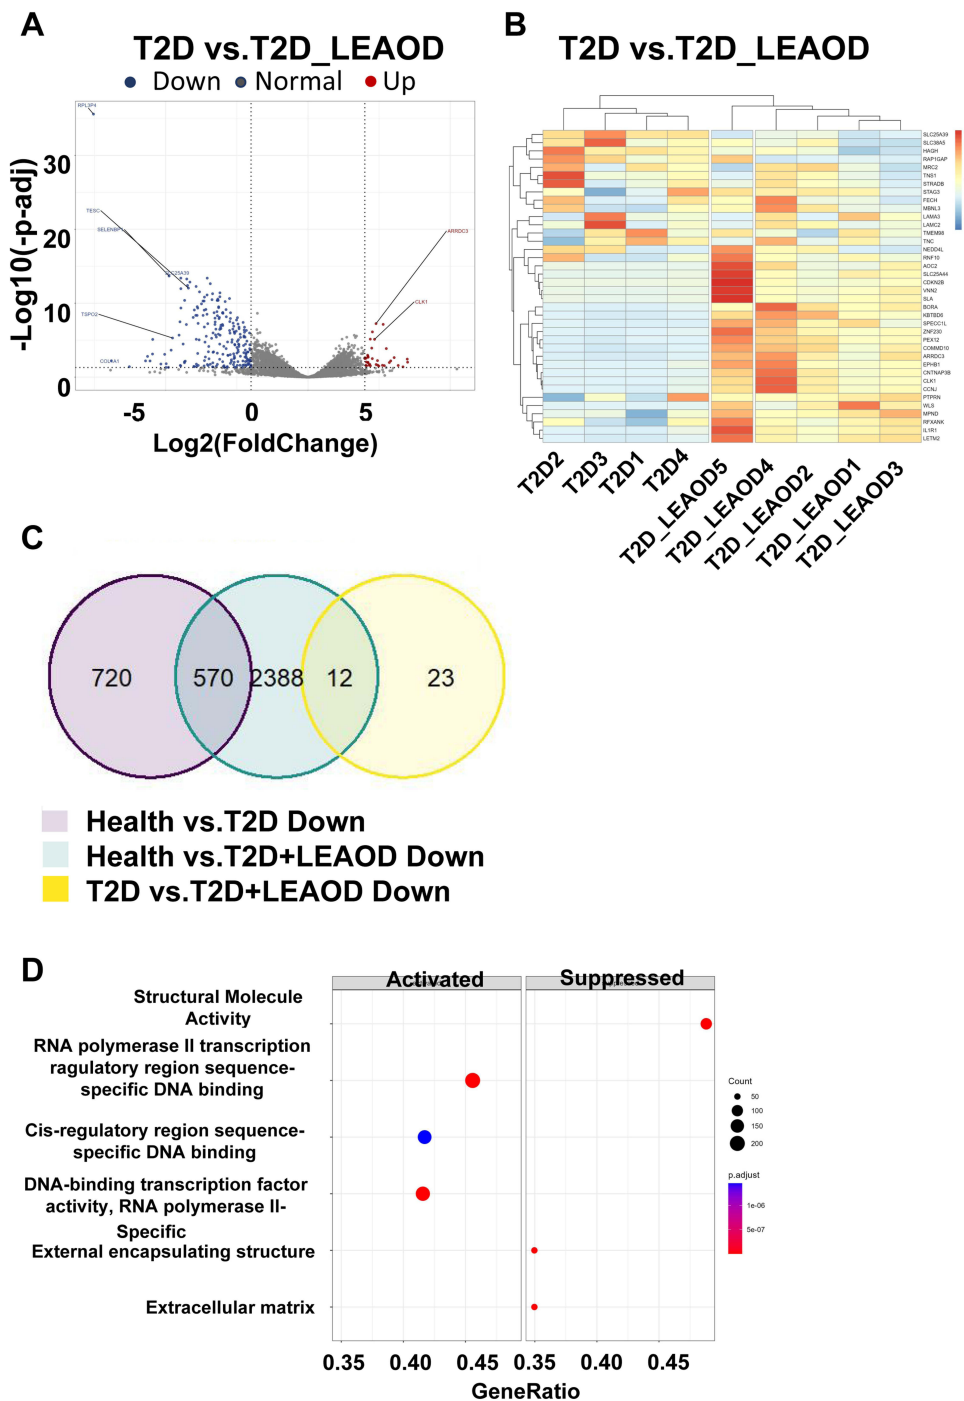 A
T2D vs.T2D_LEAOD
Down Normal Up
RPL3P4
TESC
SELENBP1
SLC25A39
TSPO2
ARRDC3
CLK1
30
20
10
0
-Log10(-p-adj)
-5 0 5
Log2(FoldChange)
B
T2D vs.T2D_LEAOD
SLC25A39
SLC38A5
HAGH
RAP1GAP
MRC2
TNS1
STRADB
STAG3
FECH
MBNL3
LAMA3
LAMC2
TMEM98
TNC
NEDD4L
RNF10
AOC2
SLC25A44
CDKN2B
VNN2
SLA
BORA
KBTBD8
SPECC1L
ZNF230
PEX12
COMMD10
ARRDC3
EPHB1
CNTNAP3B
CLK1
CCNJ
PTPRN
WLS
MPND
RFXANK
IL1R1
LETM2
T2D2
T2D3
T2D1
T2D4
T2D_LEAOD5
T2D_LEAOD4
T2D_LEAOD2
T2D_LEAOD1
T2D_LEAOD3
C
720 570 2388 12 23
Health vs.T2D Down
Health vs.T2D+LEAOD Down
T2D vs.T2D+LEAOD Down
D
Activated Suppressed
Structural Molecule
Activity
RNA polymerase II transcription
ragulatory region sequence-
specific DNA binding
Cis-regulatory region sequence-
specific DNA binding
DNA-binding transcription factor
activity, RNA polymerase II-
Specific
External encapsulating structure
Extracellular matrix
Count
50
100
150
200
p.adjust
1e-06
5e-07
0.35 0.40 0.45 0.35 0.40 0.45
GeneRatio